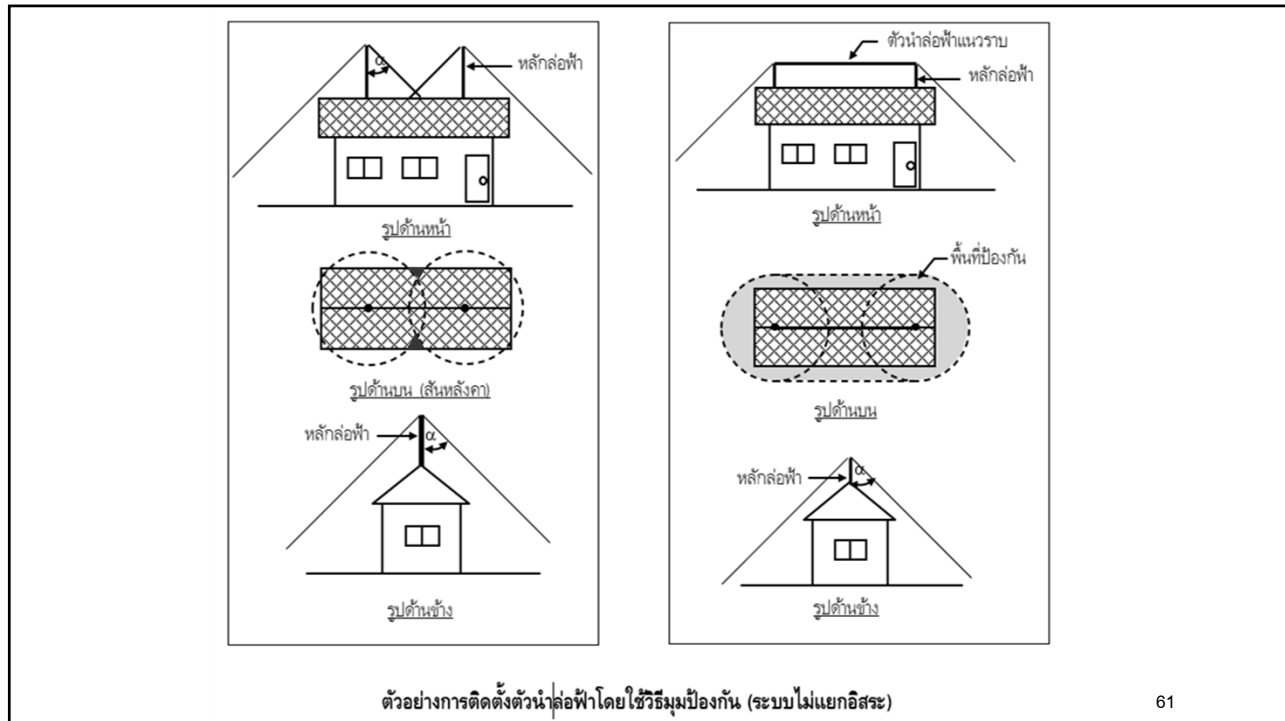 α
หลักล่อฟ้า
รูปด้านหน้า
รูปด้านบน (สันหลังคา)
หลักล่อฟ้า
α
รูปด้านข้าง
ตัวนำล่อฟ้าแนวราบ
หลักล่อฟ้า
รูปด้านหน้า
พื้นที่ป้องกัน
รูปด้านบน
หลักล่อฟ้า
α
รูปด้านข้าง
ตัวอย่างการติดตั้งตัวนำล่อฟ้าโดยใช้วิธีมุมป้องกัน (ระบบไม่แยกอิสระ)
61